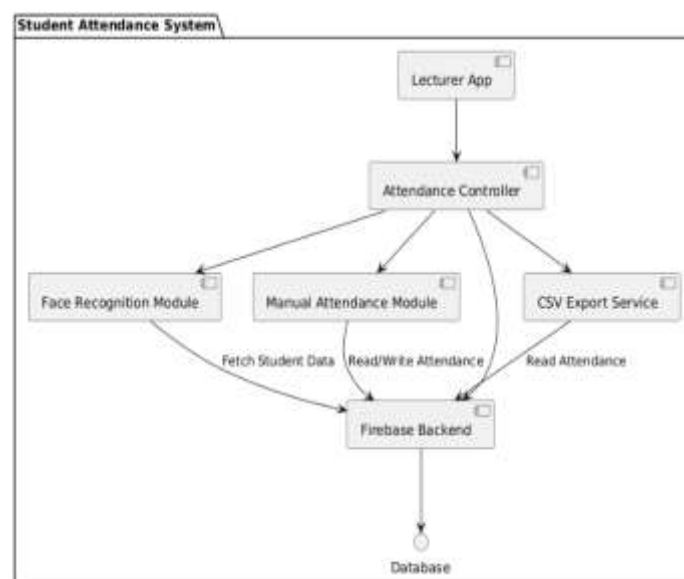 Student Attendance System
Lecturer App
Attendance Controller
Face Recognition Module
Manual Attendance Module
CSV Export Service
Fetch Student Data
Read/Write Attendance
Read Attendance
Firebase Backend
Database